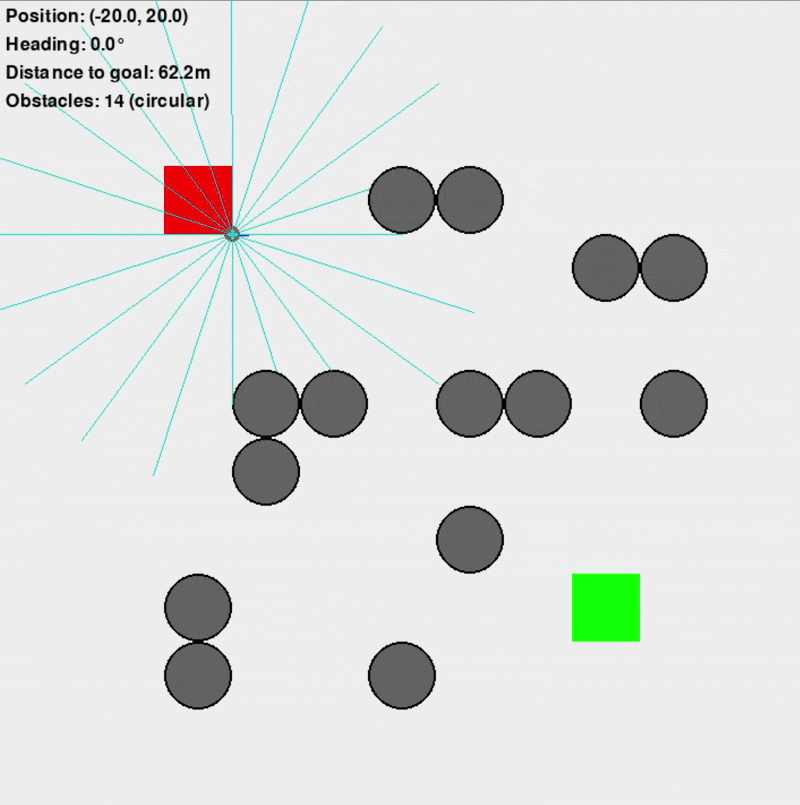 Position: (-20.0, 20.0)
Heading: 0.0°
Distance to goal: 62.2m
Obstacles: 14 (circular)